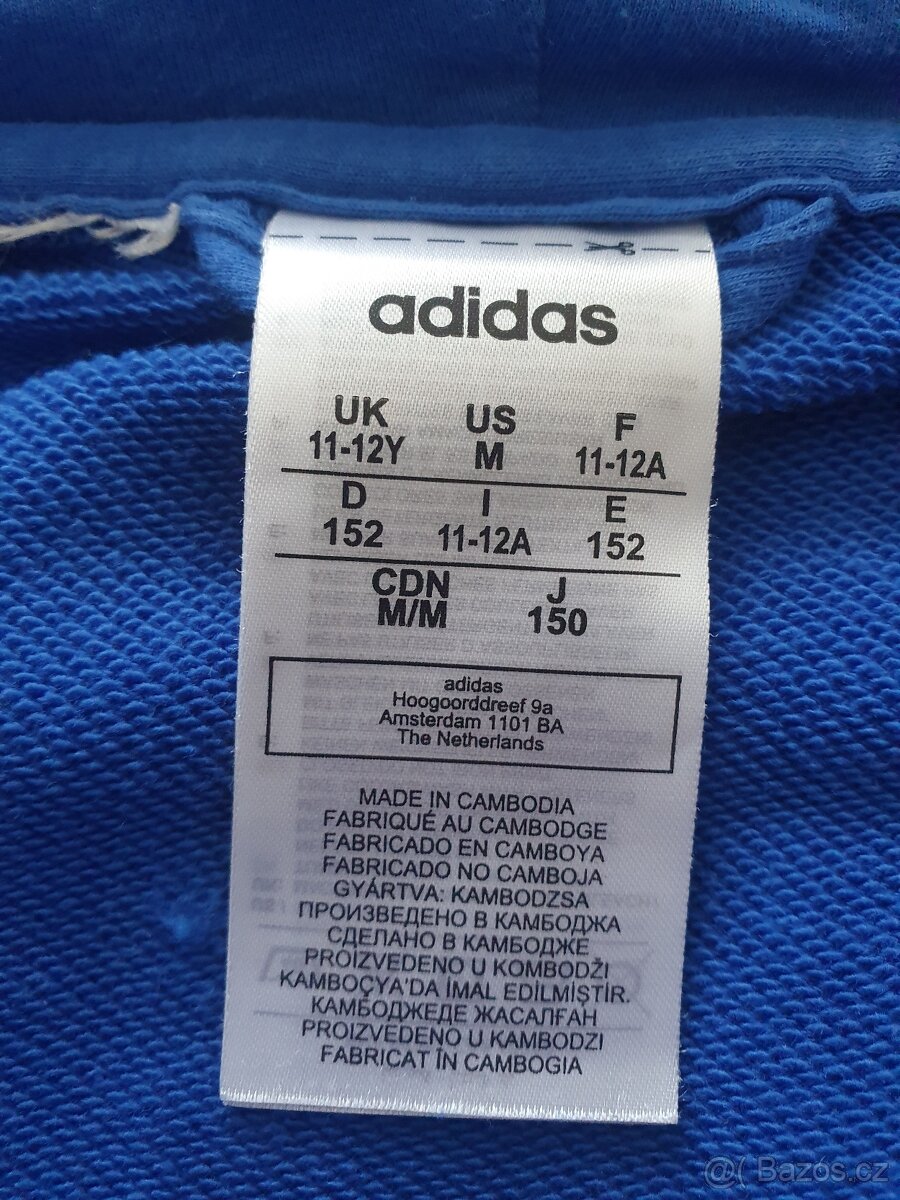 adidas
UK US F
11-12Y M 11-12A
D I E
152 11-12A 152
CDN J
M/M 150
adidas
Hoogoorddreef 9a
Amsterdam 1101 BA
The Netherlands
MADE IN CAMBODIA
FABRIQUÉ AU CAMBODGE
FABRICADO EN CAMBOYA
FABRICADO NO CAMBOJA
GYÁRTVA: KAMBODZSA
ПРОИЗВЕДЕНО В КАМБОДЖА
СДЕЛАНО В КАМБОДЖЕ
PROIZVEDENO U KOMBODŽI
KAMBOÇYA'DA İMAL EDİLMİŞTİR.
КАМБОДЖЕДЕ ЖАСАЛҒАН
PROIZVEDENO U KAMBODZI
FABRICAT ÎN CAMBOGIA
@( Bazoš.cz